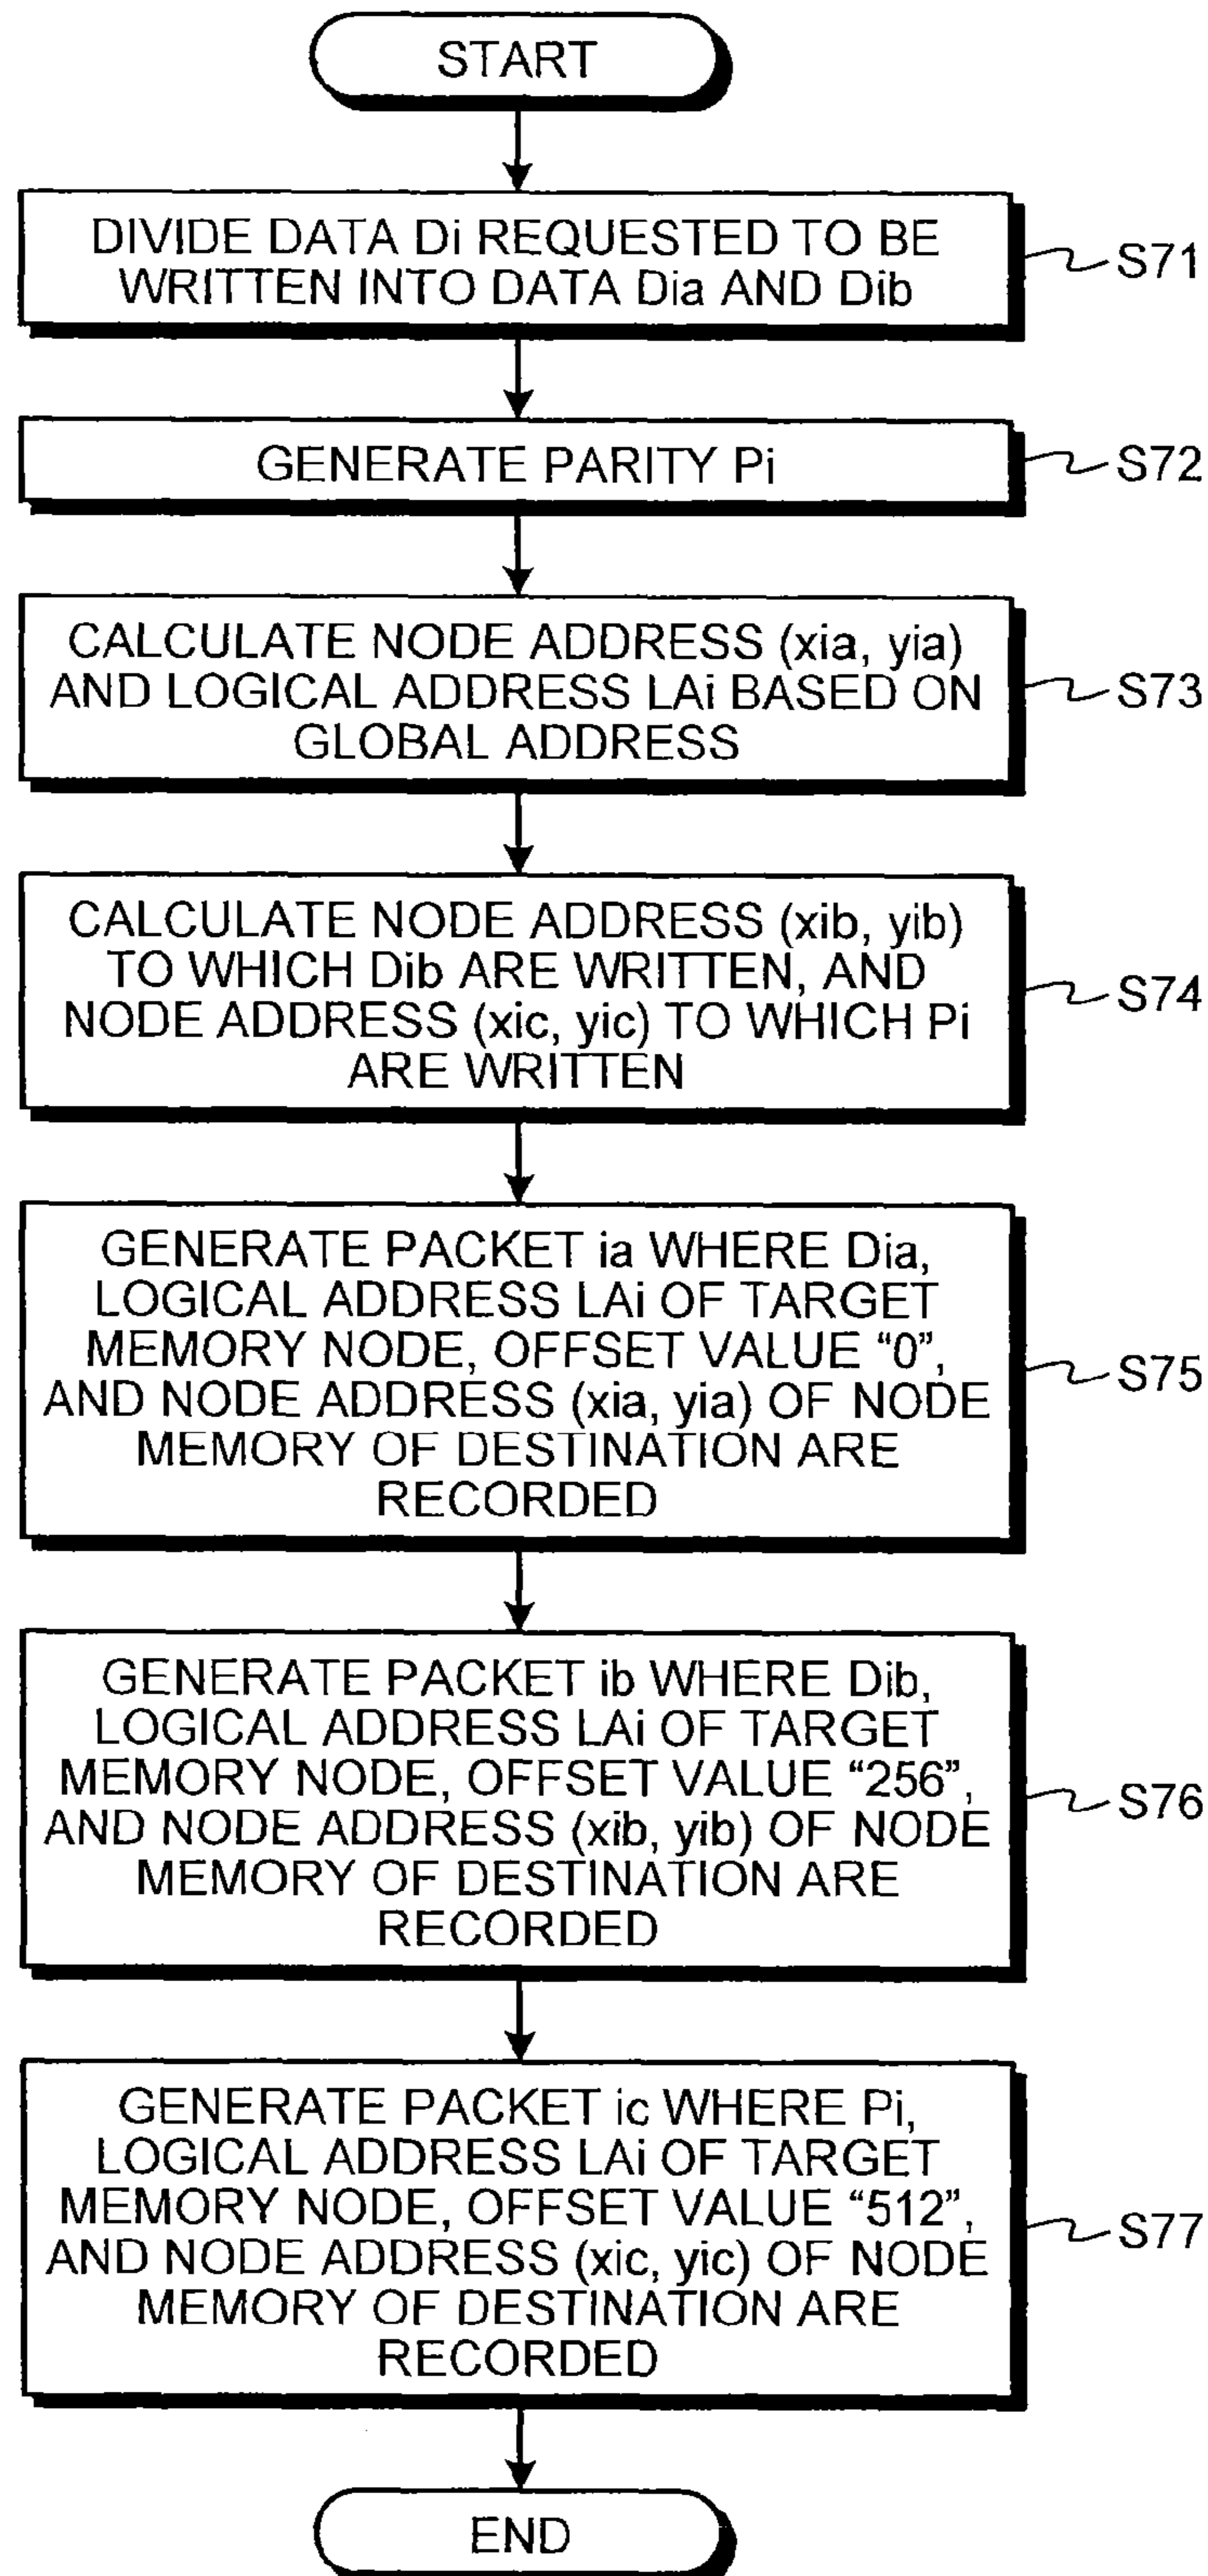 START
DIVIDE DATA Di REQUESTED TO BE
WRITTEN INTO DATA Dia AND Dib
S71
GENERATE PARITY Pi
S72
CALCULATE NODE ADDRESS (xia, yia)
AND LOGICAL ADDRESS LAi BASED ON
GLOBAL ADDRESS
S73
CALCULATE NODE ADDRESS (xib, yib)
TO WHICH Dib ARE WRITTEN, AND
NODE ADDRESS (xic, yic) TO WHICH Pi
ARE WRITTEN
S74
GENERATE PACKET ia WHERE Dia,
LOGICAL ADDRESS LAi OF TARGET
MEMORY NODE, OFFSET VALUE “0”,
AND NODE ADDRESS (xia, yia) OF NODE
MEMORY OF DESTINATION ARE
RECORDED
S75
GENERATE PACKET ib WHERE Dib,
LOGICAL ADDRESS LAi OF TARGET
MEMORY NODE, OFFSET VALUE “256”,
AND NODE ADDRESS (xib, yib) OF NODE
MEMORY OF DESTINATION ARE
RECORDED
S76
GENERATE PACKET ic WHERE Pi,
LOGICAL ADDRESS LAi OF TARGET
MEMORY NODE, OFFSET VALUE “512”,
AND NODE ADDRESS (xic, yic) OF NODE
MEMORY OF DESTINATION ARE
RECORDED
S77
END